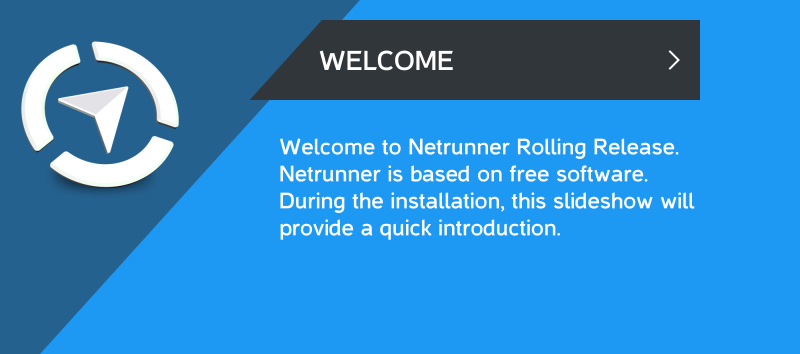 WELCOME
Welcome to Netrunner Rolling Release.
Netrunner is based on free software.
During the installation, this slideshow will
provide a quick introduction.